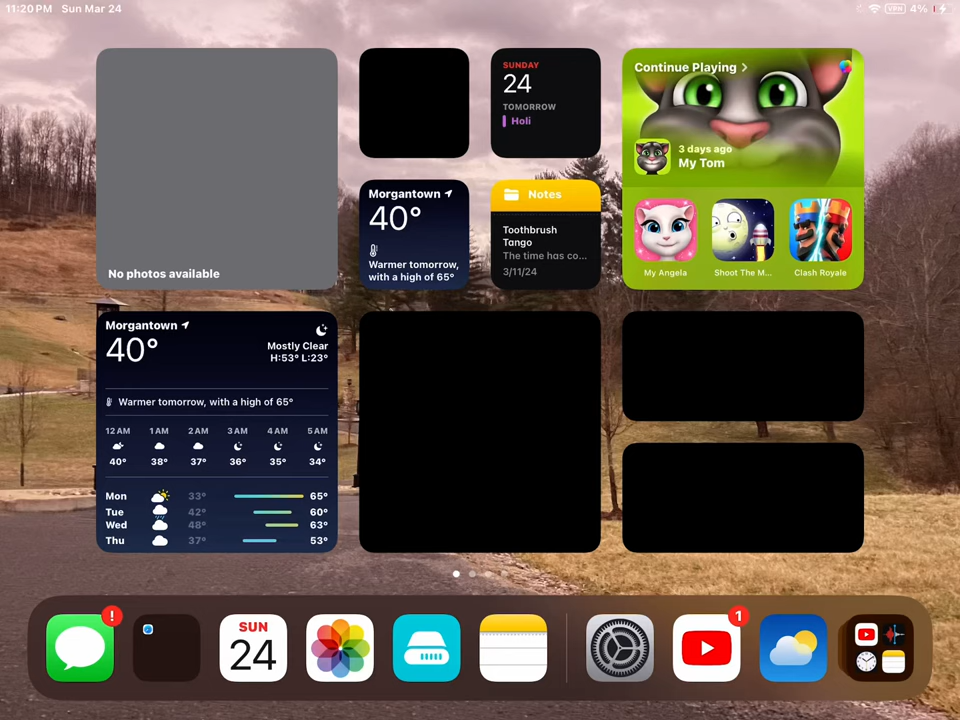 11:20 PM Sun Mar 24
VPN 4%
No photos available
SUNDAY
24
TOMORROW
Holi
Continue Playing
3 days ago
My Tom
My Angela
Shoot The M...
Clash Royale
Morgantown
40°
Warmer tomorrow,
with a high of 65°
Notes
Toothbrush
Tango
The time has co...
3/11/24
Morgantown
40°
Mostly Clear
H:53° L:23°
Warmer tomorrow, with a high of 65°
12 AM 1 AM 2 AM 3 AM 4 AM 5 AM
40° 38° 37° 36° 35° 34°
Mon 33° 65°
Tue 42° 60°
Wed 48° 63°
Thu 37° 53°
!
SUN
24
1